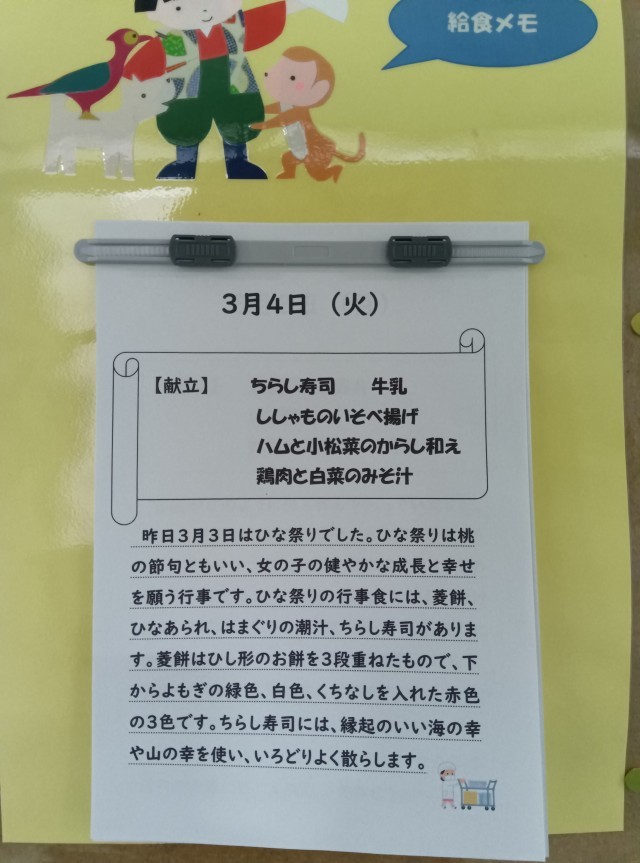 給食メモ
3月4日（火）
【献立】 ちらし寿司 牛乳
ししゃものいそべ揚げ
ハムと小松菜のからし和え
鶏肉と白菜のみそ汁
昨日3月3日はひな祭りでした。ひな祭りは桃
の節句ともいい、女の子の健やかな成長と幸せ
を願う行事です。ひな祭りの行事食には、菱餅、
ひなあられ、はまぐりの潮汁、ちらし寿司がありま
す。菱餅はひし形のお餅を3段重ねたもので、下
からよもぎの緑色、白色、くちなしを入れた赤色
の3色です。ちらし寿司には、縁起のいい海の幸
や山の幸を使い、いろどりよく散らします。